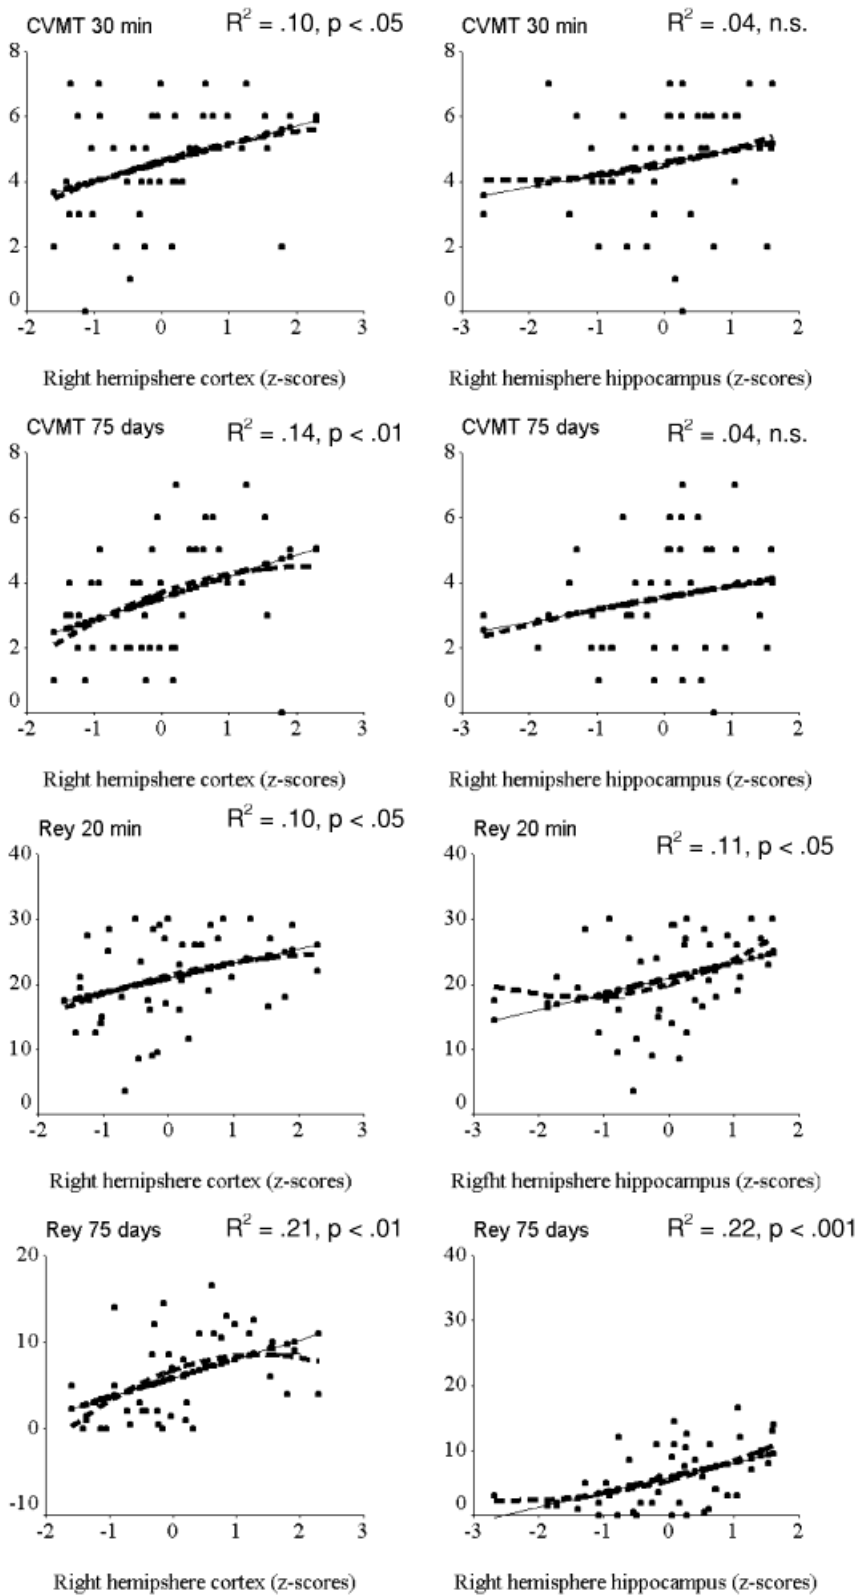 CVMT 30 min R² = .10, p < .05
8
6
4
2
0
-2 -1 0 1 2 3
Right hemipshere cortex (z-scores)
CVMT 30 min R² = .04, n.s.
8
6
4
2
0
-3 -2 -1 0 1 2
Right hemisphere hippocampus (z-scores)
CVMT 75 days R² = .14, p < .01
8
6
4
2
0
-2 -1 0 1 2 3
Right hemipshere cortex (z-scores)
CVMT 75 days R² = .04, n.s.
8
6
4
2
0
-3 -2 -1 0 1 2
Right hemipshere hippocampus (z-scores)
Rey 20 min R² = .10, p < .05
40
30
20
10
0
-2 -1 0 1 2 3
Right hemipshere cortex (z-scores)
Rey 20 min R² = .11, p < .05
40
30
20
10
0
-3 -2 -1 0 1 2
Rigfht hemipshere hippocampus (z-scores)
Rey 75 days R² = .21, p < .01
20
10
0
-10
-2 -1 0 1 2 3
Right hemipshere cortex (z-scores)
Rey 75 days R² = .22, p < .001
40
30
20
10
0
-3 -2 -1 0 1 2
Right hemisphere hippocampus (z-scores)